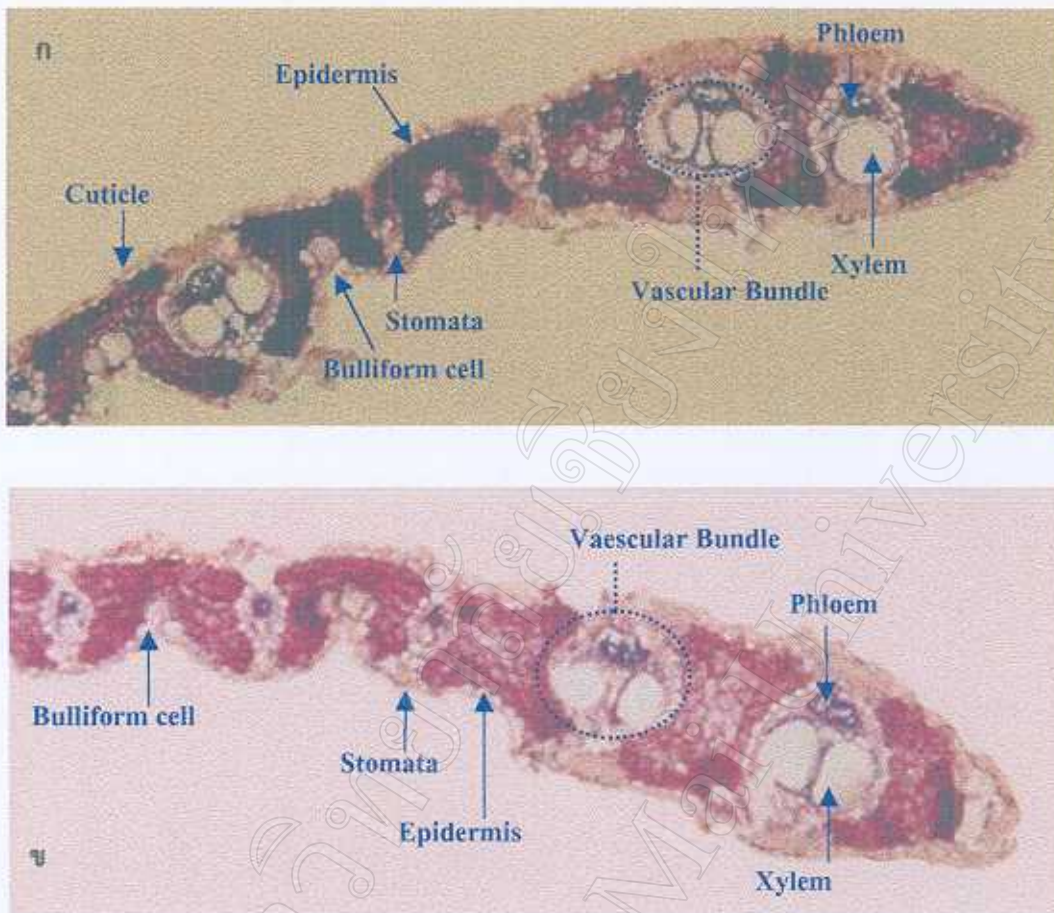 ก
Phloem
Epidermis
Cuticle
Xylem
Vascular Bundle
Stomata
Bulliform cell
Vaescular Bundle
Phloem
Bulliform cell
Stomata
Epidermis
ข
Xylem